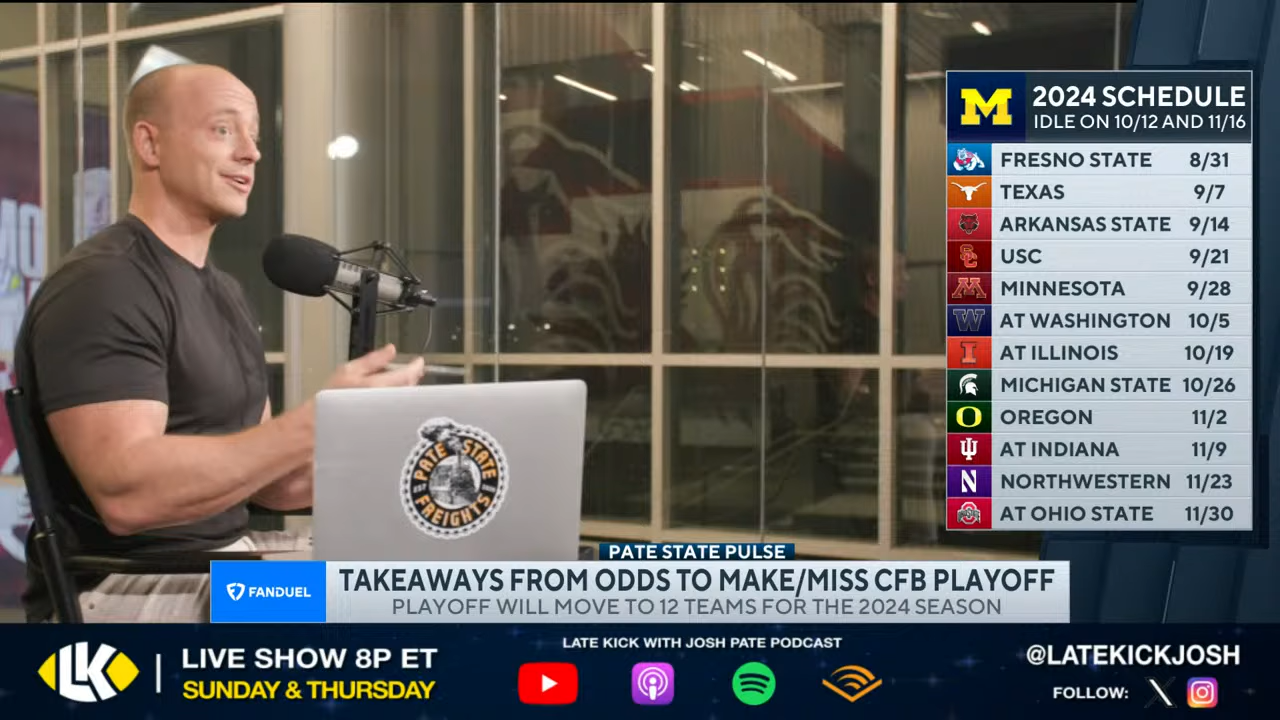 M
2024 SCHEDULE
IDLE ON 10/12 AND 11/16
FRESNO STATE 8/31
TEXAS 9/7
ARKANSAS STATE 9/14
SC USC 9/21
M MINNESOTA 9/28
W AT WASHINGTON 10/5
I AT ILLINOIS 10/19
MICHIGAN STATE 10/26
O OREGON 11/2
AT INDIANA 11/9
N NORTHWESTERN 11/23
AT OHIO STATE 11/30
PATE STATE
FREIGHTS
PATE STATE PULSE
FANDUEL
TAKEAWAYS FROM ODDS TO MAKE/MISS CFB PLAYOFF
PLAYOFF WILL MOVE TO 12 TEAMS FOR THE 2024 SEASON
LK
LIVE SHOW 8P ET
SUNDAY & THURSDAY
LATE KICK WITH JOSH PATE PODCAST
@LATEKICKJOSH
FOLLOW: